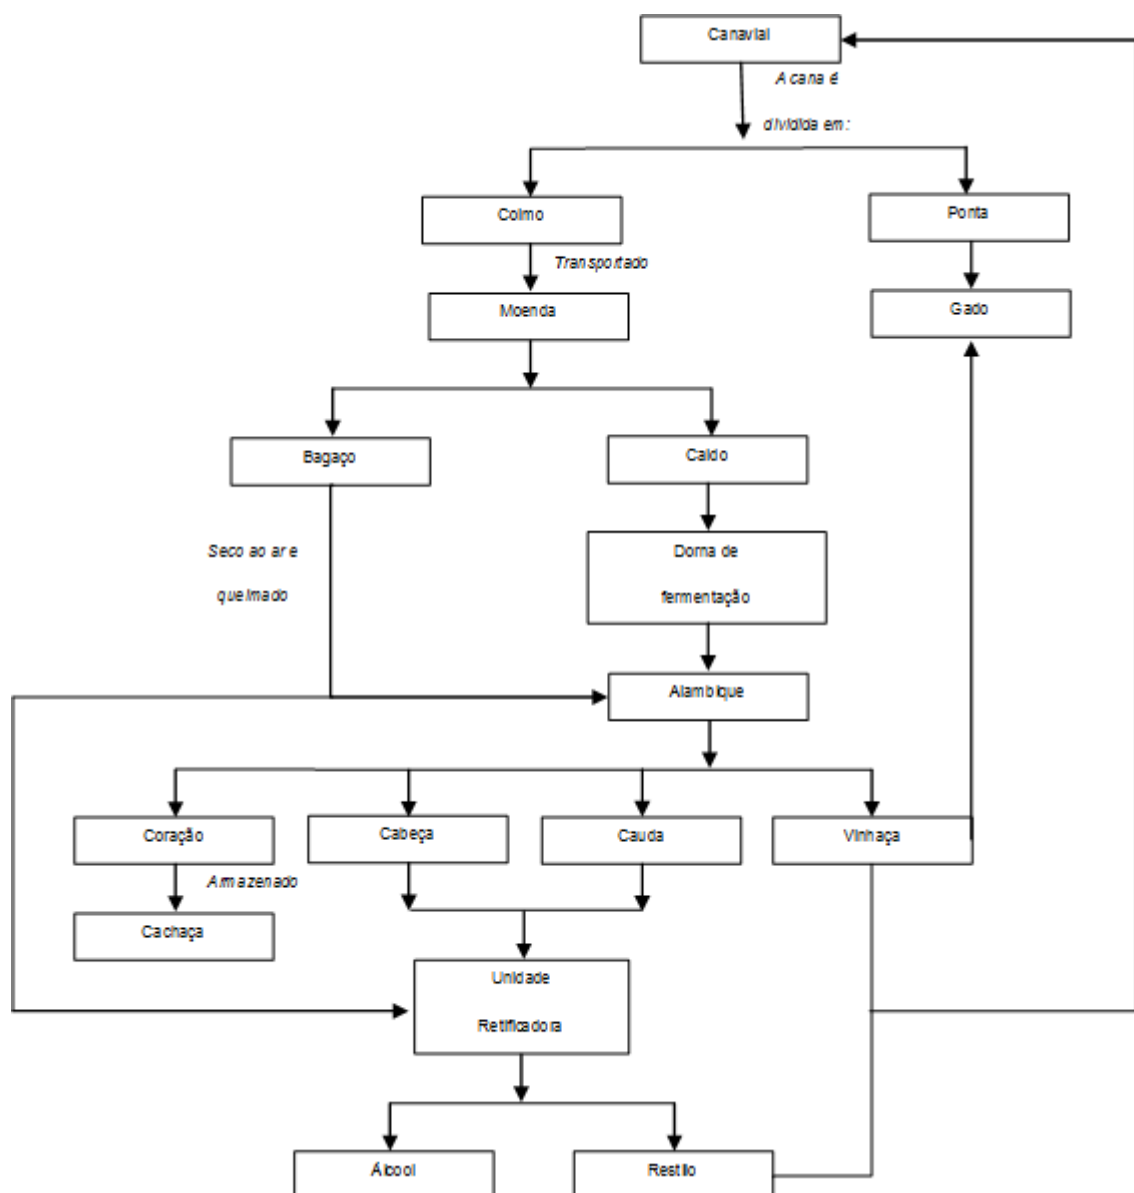 Canavial
A cana é
dividida em:
Colmo
Ponta
Transportado
Moenda
Gado
Bagaço
Caldo
Seco ao ar e
queimado
Dorna de
fermentação
Alambique
Coração
Cabeça
Cauda
Vinhaça
Armazenado
Cachaça
Unidade
Retificadora
Álcool
Restilo